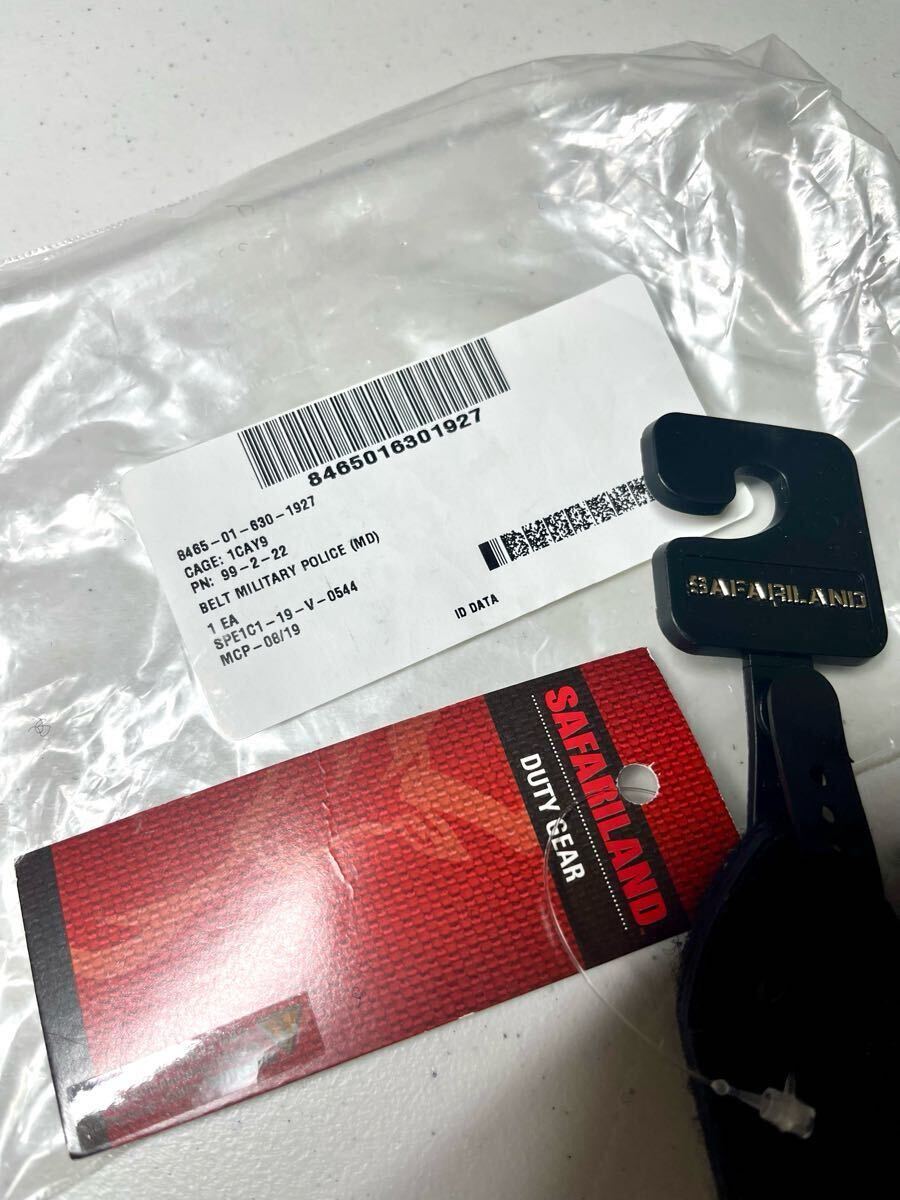 8465016301927
8465-01-630-1927
CAGE: 1CAY9
PN: 99-2-22
BELT MILITARY POLICE (MD)
1 EA
SPE1C1-19-V-0544
MCP-08/19
ID DATA
SAFARILAND
SAFARILAND
DUTY GEAR